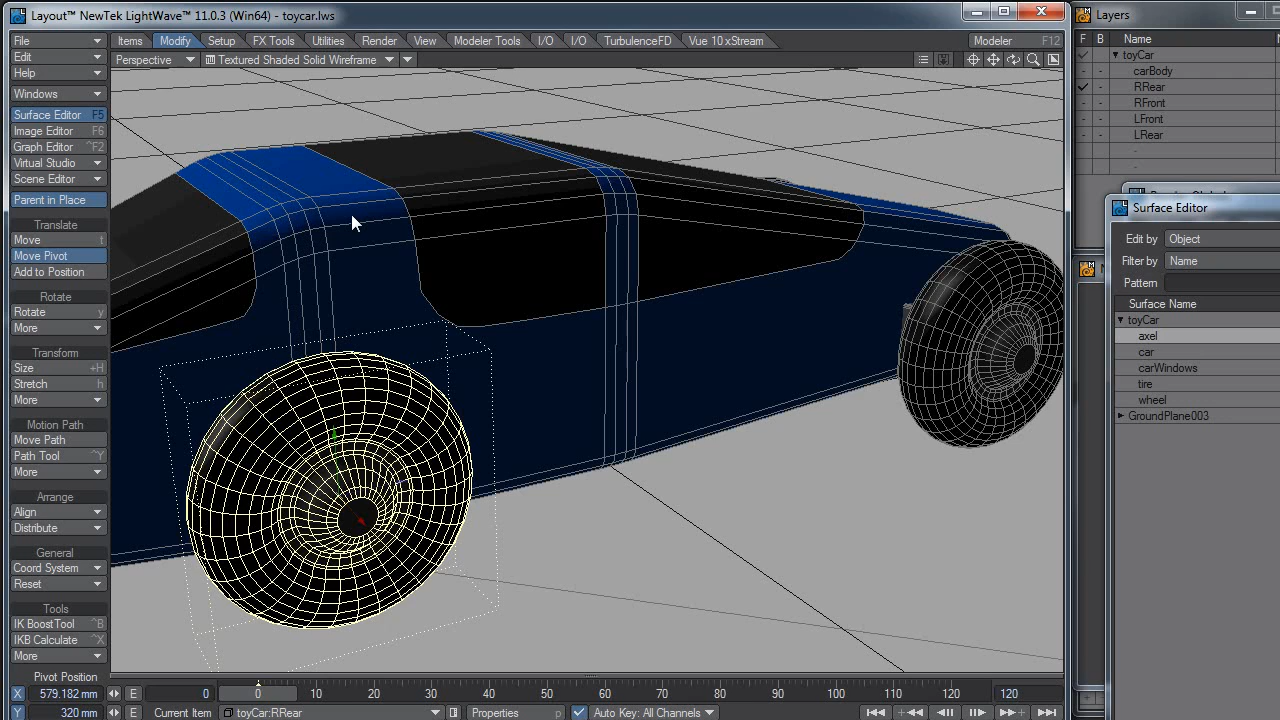 Layout™ NewTek LightWave™ 11.0.3 (Win64) - toycar.lws
File
Items
Modify
Setup
FX Tools
Utilities
View
Modeler Tools
I/O
I/O
TurbulenceFD
Vue 10 xStream
Modeler F12
Edit
Perspective
Textured Shaded Solid Wireframe
Help
Windows
Surface Editor F5
Image Editor F6
Graph Editor ^F2
Virtual Studio
Scene Editor
Parent in Place
Translate
Move t
Move Pivot
Add to Position
Rotate
Rotate y
More
Transform
Size +H
Stretch h
More
Motion Path
Move Path
Path Tool ^Y
More
Arrange
Align
Distribute
General
Coord System
Reset
Tools
IK BoostTool ^B
IKB Calculate ^X
More
Pivot Position
X 579.182 mm E 0
0 10 20 30 40 50 60 70 80 90 100 110 120
120
Y 320 mm E
Current Item toyCar:RRear
Properties p
Auto Key: All Channels
Layers
F B Name
toyCar
carBody
RRear
RFront
LFront
LRear
Surface Editor
Edit by Object
Filter by Name
Pattern
Surface Name
toyCar
axel
car
carWindows
tire
wheel
GroundPlane003